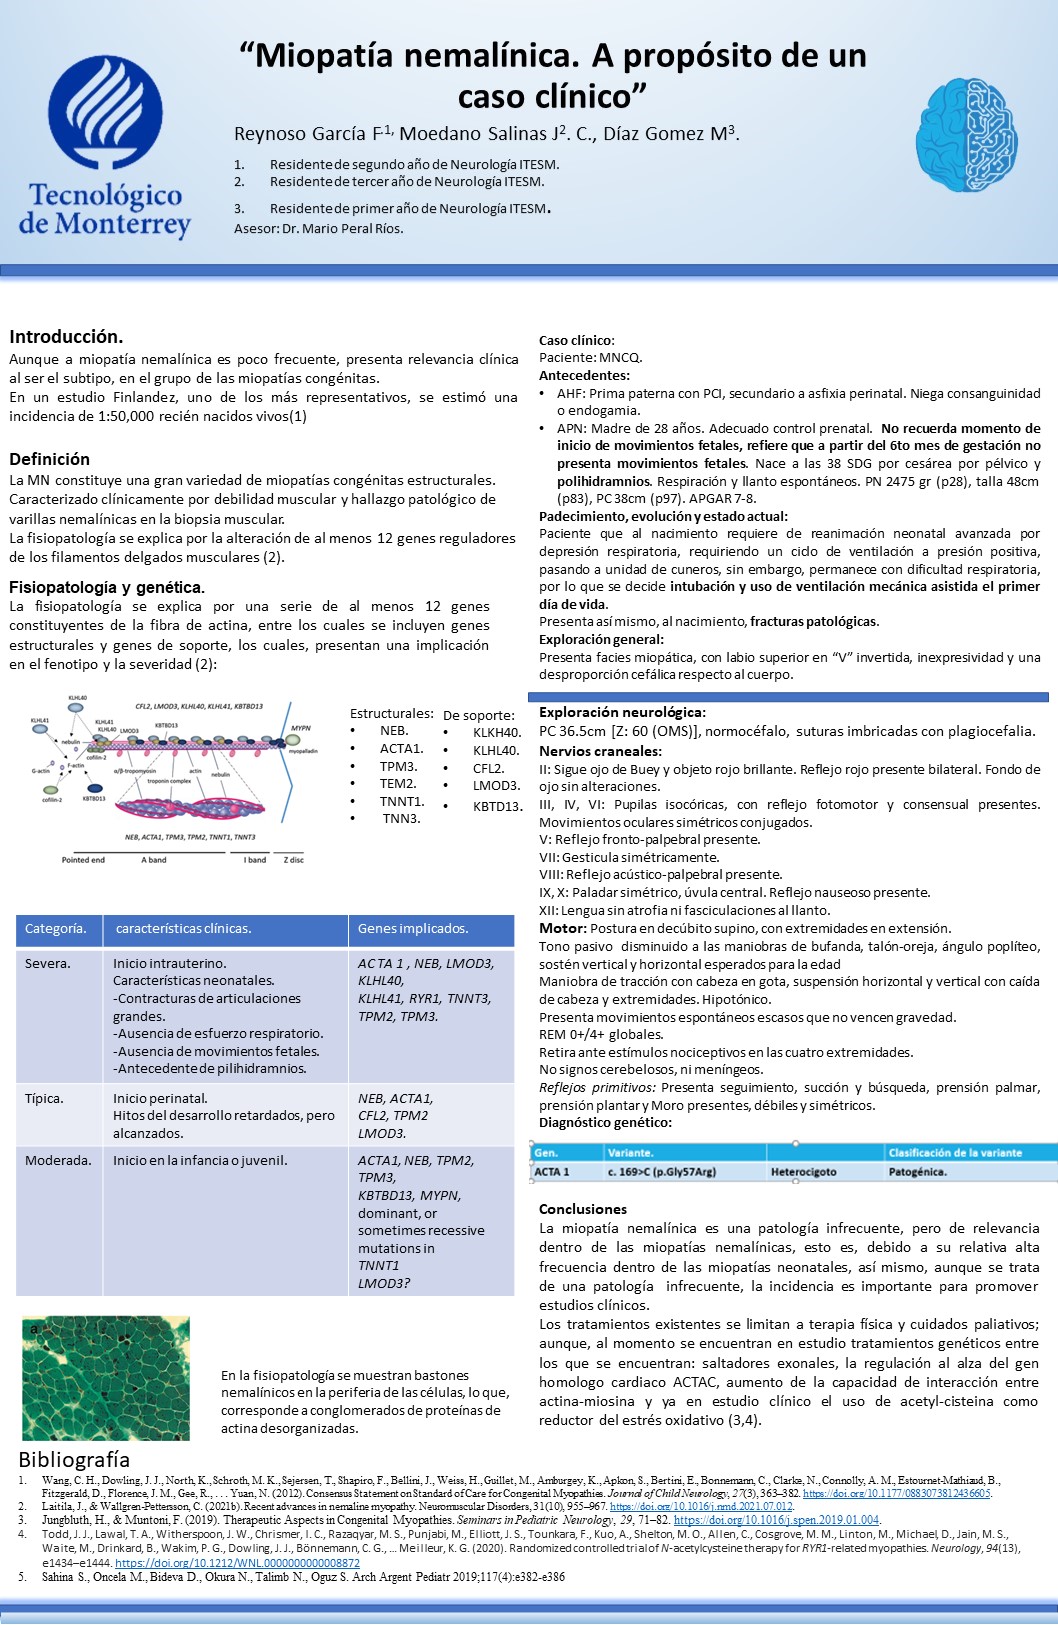 “Miopatía nemalínica. A propósito de un
caso clínico”
Reynoso García F.1, Moedano Salinas J2. C., Díaz Gomez M3.
1. Residente de segundo año de Neurología ITESM.
2. Residente de tercer año de Neurología ITESM.
3. Residente de primer año de Neurología ITESM.
Asesor: Dr. Mario Peral Ríos.
Tecnológico
de Monterrey
Introducción.
Aunque a miopatía nemalínica es poco frecuente, presenta relevancia clínica
al ser el subtipo, en el grupo de las miopatías congénitas.
En un estudio Finlandez, uno de los más representativos, se estimó una
incidencia de 1:50,000 recién nacidos vivos(1)
Definición
La MN constituye una gran variedad de miopatías congénitas estructurales.
Caracterizado clínicamente por debilidad muscular y hallazgo patológico de
varillas nemalínicas en la biopsia muscular.
La fisiopatología se explica por la alteración de al menos 12 genes reguladores
de los filamentos delgados musculares (2).
Fisiopatología y genética.
La fisiopatología se explica por una serie de al menos 12 genes
constituyentes de la fibra de actina, entre los cuales se incluyen genes
estructurales y genes de soporte, los cuales, presentan una implicación
en el fenotipo y la severidad (2):
KLHL40
KLHL41
CFL2, LMOD3, KLHL40, KLHL41, KBTBD13
KLHL41
KLHL40
LMOD3
KBTBD13
MYPN
nebulin
cofilin-2
myopalladin
G-actin
F-actin
α/β-tropomyosin
actin
nebulin
troponin complex
cofilin-2
KBTBD13
NEB, ACTA1, TPM3, TPM2, TNNT1, TNNT3
Pointed end
A band
I band
Z disc
Estructurales:
• NEB.
• ACTA1.
• TPM3.
• TEM2.
• TNNT1.
• TNN3.
De soporte:
• KLKH40.
• KLHL40.
• CFL2.
• LMOD3.
• KBTD13.
Categoría. características clínicas. Genes implicados.
Severa.
Inicio intrauterino.
Características neonatales.
-Contracturas de articulaciones
grandes.
-Ausencia de esfuerzo respiratorio.
-Ausencia de movimientos fetales.
-Antecedente de pilihidramnios.
ACTA 1 , NEB, LMOD3,
KLHL40,
KLHL41, RYR1, TNNT3,
TPM2, TPM3.
Típica.
Inicio perinatal.
Hitos del desarrollo retardados, pero
alcanzados.
NEB, ACTA1,
CFL2, TPM2
LMOD3.
Moderada.
Inicio en la infancia o juvenil.
ACTA1, NEB, TPM2,
TPM3,
KBTBD13, MYPN,
dominant, or
sometimes recessive
mutations in
TNNT1
LMOD3?
a
En la fisiopatología se muestran bastones
nemalínicos en la periferia de las células, lo que,
corresponde a conglomerados de proteínas de
actina desorganizadas.
Caso clínico:
Paciente: MNCQ.
Antecedentes:
• AHF: Prima paterna con PCI, secundario a asfixia perinatal. Niega consanguinidad
o endogamia.
• APN: Madre de 28 años. Adecuado control prenatal. No recuerda momento de
inicio de movimientos fetales, refiere que a partir del 6to mes de gestación no
presenta movimientos fetales. Nace a las 38 SDG por cesárea por pélvico y
polihidramnios. Respiración y llanto espontáneos. PN 2475 gr (p28), talla 48cm
(p83), PC 38cm (p97). APGAR 7-8.
Padecimiento, evolución y estado actual:
Paciente que al nacimiento requiere de reanimación neonatal avanzada por
depresión respiratoria, requiriendo un ciclo de ventilación a presión positiva,
pasando a unidad de cuneros, sin embargo, permanece con dificultad respiratoria,
por lo que se decide intubación y uso de ventilación mecánica asistida el primer
día de vida.
Presenta así mismo, al nacimiento, fracturas patológicas.
Exploración general:
Presenta facies miopática, con labio superior en “V” invertida, inexpresividad y una
desproporción cefálica respecto al cuerpo.
Exploración neurológica:
PC 36.5cm [Z: 60 (OMS)], normocéfalo, suturas imbricadas con plagiocefalia.
Nervios craneales:
II: Sigue ojo de Buey y objeto rojo brillante. Reflejo rojo presente bilateral. Fondo de
ojo sin alteraciones.
III, IV, VI: Pupilas isocóricas, con reflejo fotomotor y consensual presentes.
Movimientos oculares simétricos conjugados.
V: Reflejo fronto-palpebral presente.
VII: Gesticula simétricamente.
VIII: Reflejo acústico-palpebral presente.
IX, X: Paladar simétrico, úvula central. Reflejo nauseoso presente.
XII: Lengua sin atrofia ni fasciculaciones al llanto.
Motor: Postura en decúbito supino, con extremidades en extensión.
Tono pasivo disminuido a las maniobras de bufanda, talón-oreja, ángulo poplíteo,
sostén vertical y horizontal esperados para la edad
Maniobra de tracción con cabeza en gota, suspensión horizontal y vertical con caída
de cabeza y extremidades. Hipotónico.
Presenta movimientos espontáneos escasos que no vencen gravedad.
REM 0+/4+ globales.
Retira ante estímulos nociceptivos en las cuatro extremidades.
No signos cerebelosos, ni meníngeos.
Reflejos primitivos: Presenta seguimiento, succión y búsqueda, prensión palmar,
prensión plantar y Moro presentes, débiles y simétricos.
Diagnóstico genético:
Gen. Variante. Clasificación de la variante
ACTA 1 c. 169>C (p.Gly57Arg) Heterocigoto Patogénica.
Conclusiones
La miopatía nemalínica es una patología infrecuente, pero de relevancia
dentro de las miopatías nemalínicas, esto es, debido a su relativa alta
frecuencia dentro de las miopatías neonatales, así mismo, aunque se trata
de una patología infrecuente, la incidencia es importante para promover
estudios clínicos.
Los tratamientos existentes se limitan a terapia física y cuidados paliativos;
aunque, al momento se encuentran en estudio tratamientos genéticos entre
los que se encuentran: saltadores exonales, la regulación al alza del gen
homologo cardiaco ACTAC, aumento de la capacidad de interacción entre
actina-miosina y ya en estudio clínico el uso de acetyl-cisteina como
reductor del estrés oxidativo (3,4).
Bibliografía
1. Wang, C. H., Dowling, J. J., North, K., Schroth, M. K., Sejersen, T., Shapiro, F., Bellini, J., Weiss, H., Guillet, M., Amburgey, K., Apkon, S., Bertini, E., Bonnemann, C., Clarke, N., Connolly, A. M., Estournet-Mathiaud, B.,
Fitzgerald, D., Florence, J. M., Gee, R., . . . Yuan, N. (2012). Consensus Statement on Standard of Care for Congenital Myopathies. Journal of Child Neurology, 27(3), 363–382. https://doi.org/10.1177/0883073812436605.
2. Laitila, J., & Wallgren-Pettersson, C. (2021b). Recent advances in nemaline myopathy. Neuromuscular Disorders, 31(10), 955–967. https://doi.org/10.1016/j.nmd.2021.07.012.
3. Jungbluth, H., & Muntoni, F. (2019). Therapeutic Aspects in Congenital Myopathies. Seminars in Pediatric Neurology, 29, 71–82. https://doi.org/10.1016/j.spen.2019.01.004.
4. Todd, J. J., Lawal, T. A., Witherspoon, J. W., Chrismer, I. C., Razaqyar, M. S., Punjabi, M., Elliott, J. S., Tounkara, F., Kuo, A., Shelton, M. O., Allen, C., Cosgrove, M. M., Linton, M., Michael, D., Jain, M. S.,
Waite, M., Drinkard, B., Wakim, P. G., Dowling, J. J., Bönnemann, C. G., … Meilleur, K. G. (2020). Randomized controlled trial of N-acetylcysteine therapy for RYR1-related myopathies. Neurology, 94(13),
e1434–e1444. https://doi.org/10.1212/WNL.0000000000008872
5. Sahina S., Oncela M., Bideva D., Okura N., Talimb N., Oguz S. Arch Argent Pediatr 2019;117(4):e382-e386